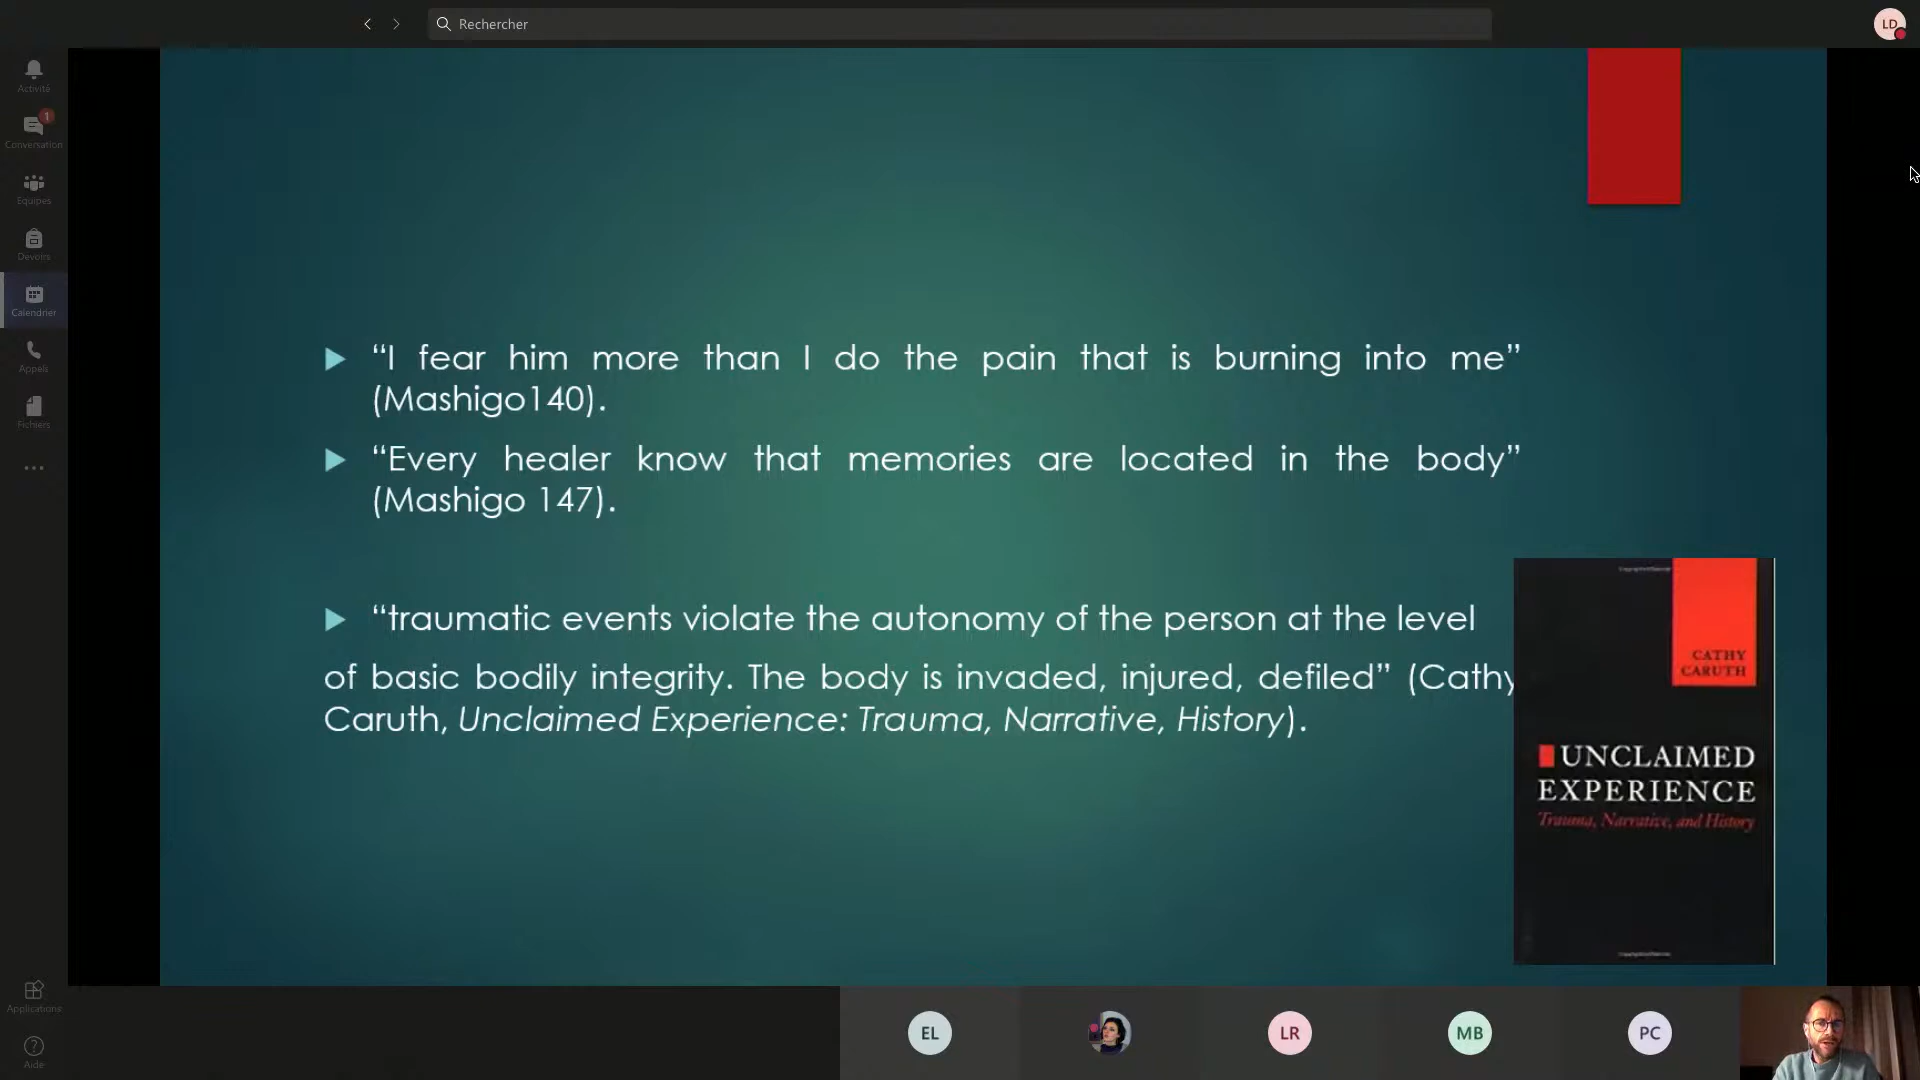 Rechercher
LD
Activité
1
Conversation
Équipes
Devoirs
Calendrier
Appels
Fichiers
Applications
Aide
“I fear him more than I do the pain that is burning into me”
(Mashigo140).
“Every healer know that memories are located in the body”
(Mashigo 147).
“traumatic events violate the autonomy of the person at the level
of basic bodily integrity. The body is invaded, injured, defiled” (Cathy
Caruth, Unclaimed Experience: Trauma, Narrative, History).
CATHY
CARUTH
UNCLAIMED
EXPERIENCE
Trauma, Narrative, and History
EL
LR
MB
PC